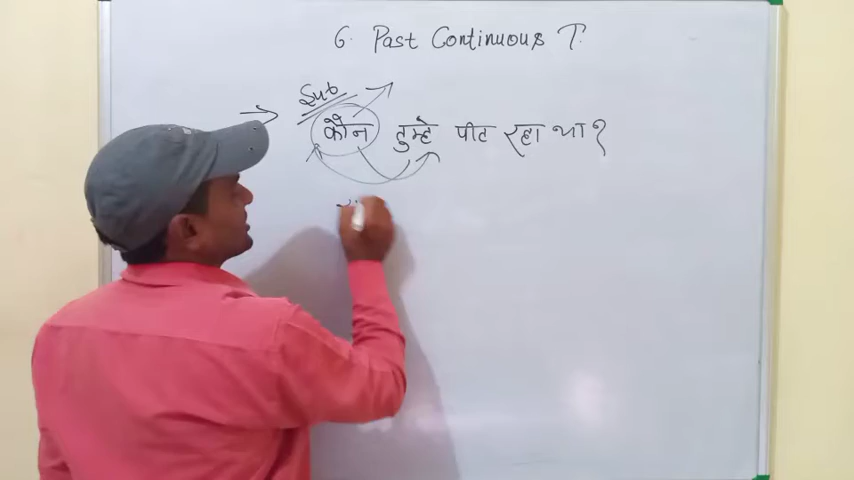 6. Past Continuous T.
Sub
कौन तुम्हे पीट रहा था?